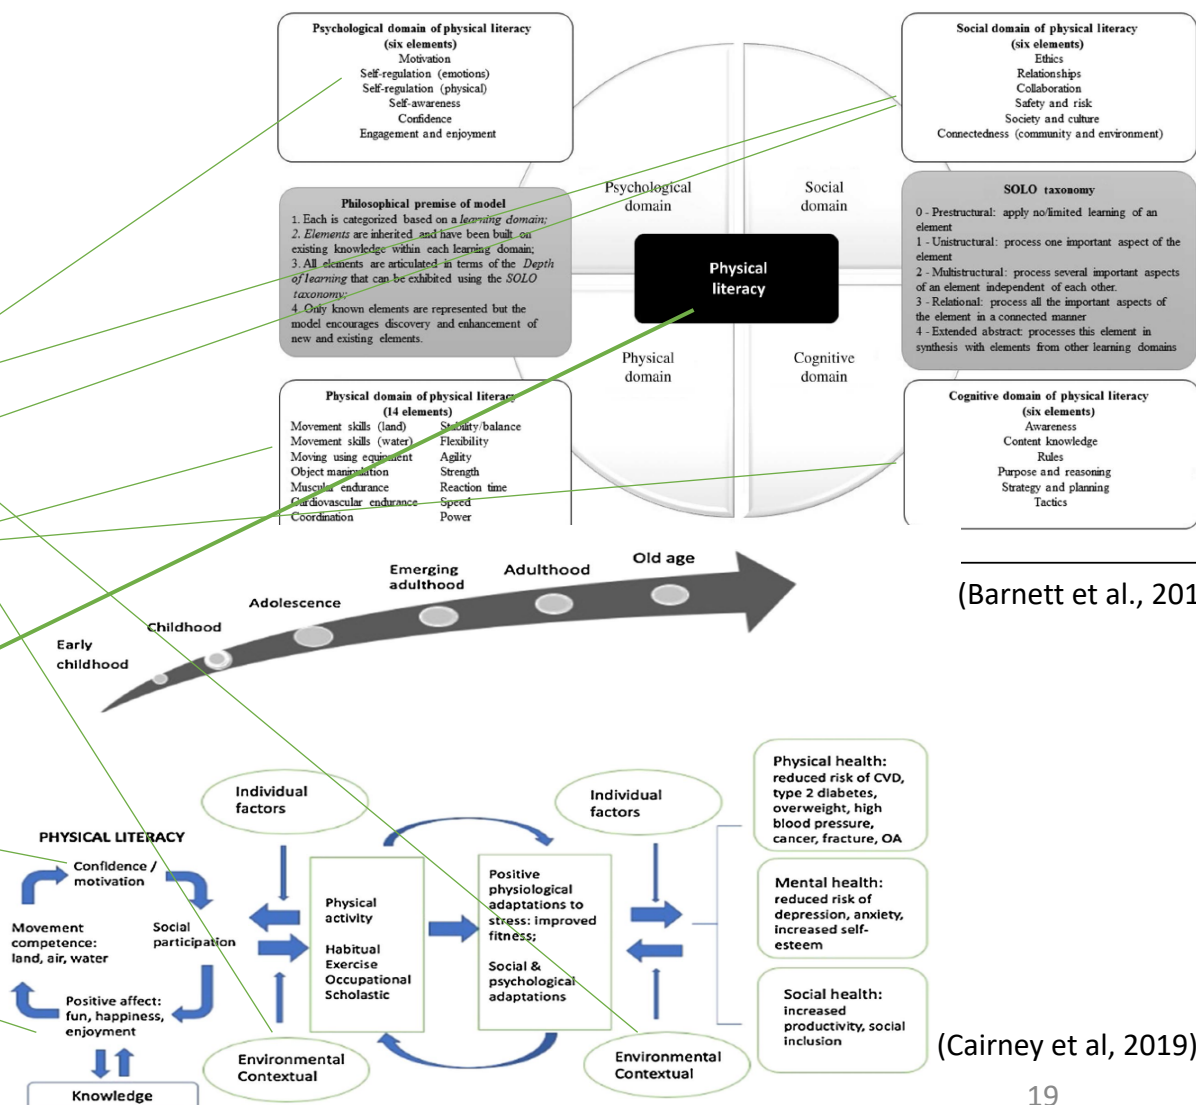 Psychological domain of physical literacy
(six elements)
Motivation
Self-regulation (emotions)
Self-regulation (physical)
Self-awareness
Confidence
Engagement and enjoyment
Social domain of physical literacy
(six elements)
Ethics
Relationships
Collaboration
Safety and risk
Society and culture
Connectedness (community and environment)
Psychological
domain
Social
domain
Philosophical premise of model
1. Each is categorized based on a learning domain;
2. Elements are inherited and have been built on
existing knowledge within each learning domain;
3. All elements are articulated in terms of the Depth
of learning that can be exhibited using the SOLO
taxonomy;
4. Only known elements are represented but the
model encourages discovery and enhancement of
new and existing elements.
Physical
literacy
SOLO taxonomy
0 - Prestructural: apply no/limited learning of an
element
1 - Unistructural: process one important aspect of the
element
2 - Multistructural: process several important aspects
of an element independent of each other.
3 - Relational: process all the important aspects of
the element in a connected manner
4 - Extended abstract: processes this element in
synthesis with elements from other learning domains
Physical
domain
Cognitive
domain
Physical domain of physical literacy
(14 elements)
Movement skills (land) Stability/balance
Movement skills (water) Flexibility
Moving using equipment Agility
Object manipulation Strength
Muscular endurance Reaction time
Cardiovascular endurance Speed
Coordination Power
Cognitive domain of physical literacy
(six elements)
Awareness
Content knowledge
Rules
Purpose and reasoning
Strategy and planning
Tactics
(Barnett et al., 201
Early
childhood
Childhood
Adolescence
Emerging
adulthood
Adulthood
Old age
PHYSICAL LITERACY
Confidence /
motivation
Movement
competence:
land, air, water
Social
participation
Positive affect:
fun, happiness,
enjoyment
Knowledge
Individual
factors
Physical
activity
Habitual
Exercise
Occupational
Scholastic
Environmental
Contextual
Positive
physiological
adaptations to
stress: improved
fitness;
Social &
psychological
adaptations
Individual
factors
Environmental
Contextual
Physical health:
reduced risk of CVD,
type 2 diabetes,
overweight, high
blood pressure,
cancer, fracture, OA
Mental health:
reduced risk of
depression, anxiety,
increased self-
esteem
Social health:
increased
productivity, social
inclusion
(Cairney et al, 2019)
19